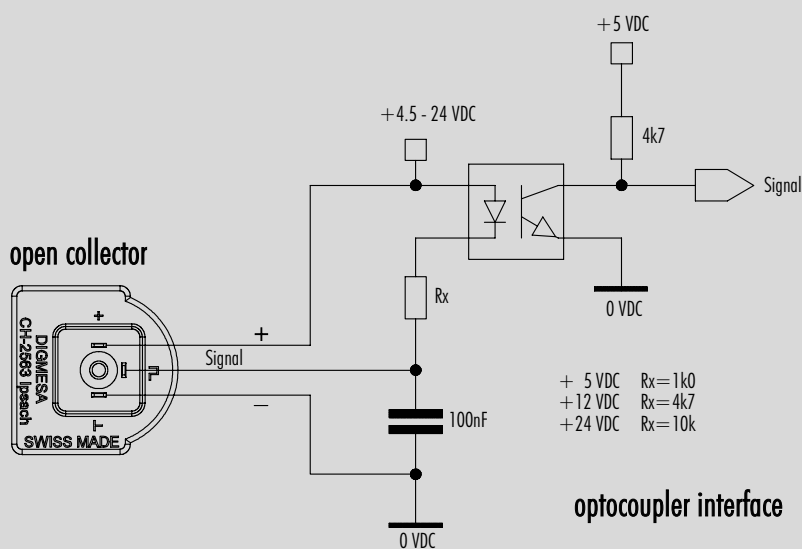 +5 VDC
+4.5 - 24 VDC
4k7
Signal
open collector
Rx
0 VDC
+
DIGMESA
CH-2563 Ipsach
SWISS MADE
+
Signal
−
+ 5 VDC Rx=1k0
+12 VDC Rx=4k7
+24 VDC Rx=10k
100nF
optocoupler interface
0 VDC